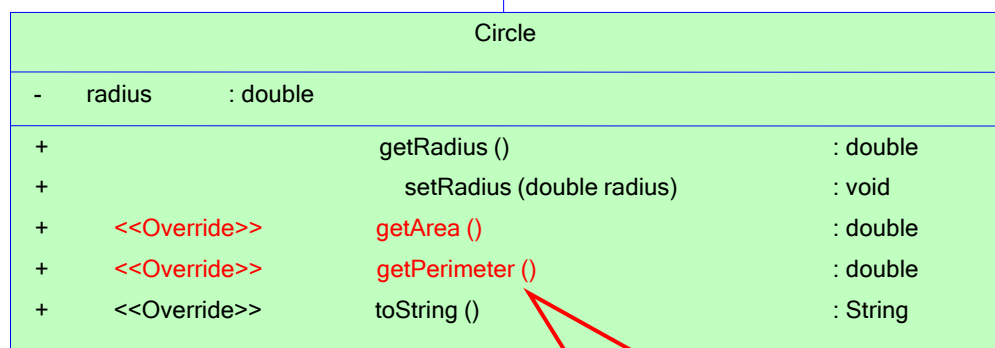 Circle
- radius : double
+ getRadius () : double
+ setRadius (double radius) : void
+ <<Override>> getArea () : double
+ <<Override>> getPerimeter () : double
+ <<Override>> toString () : String